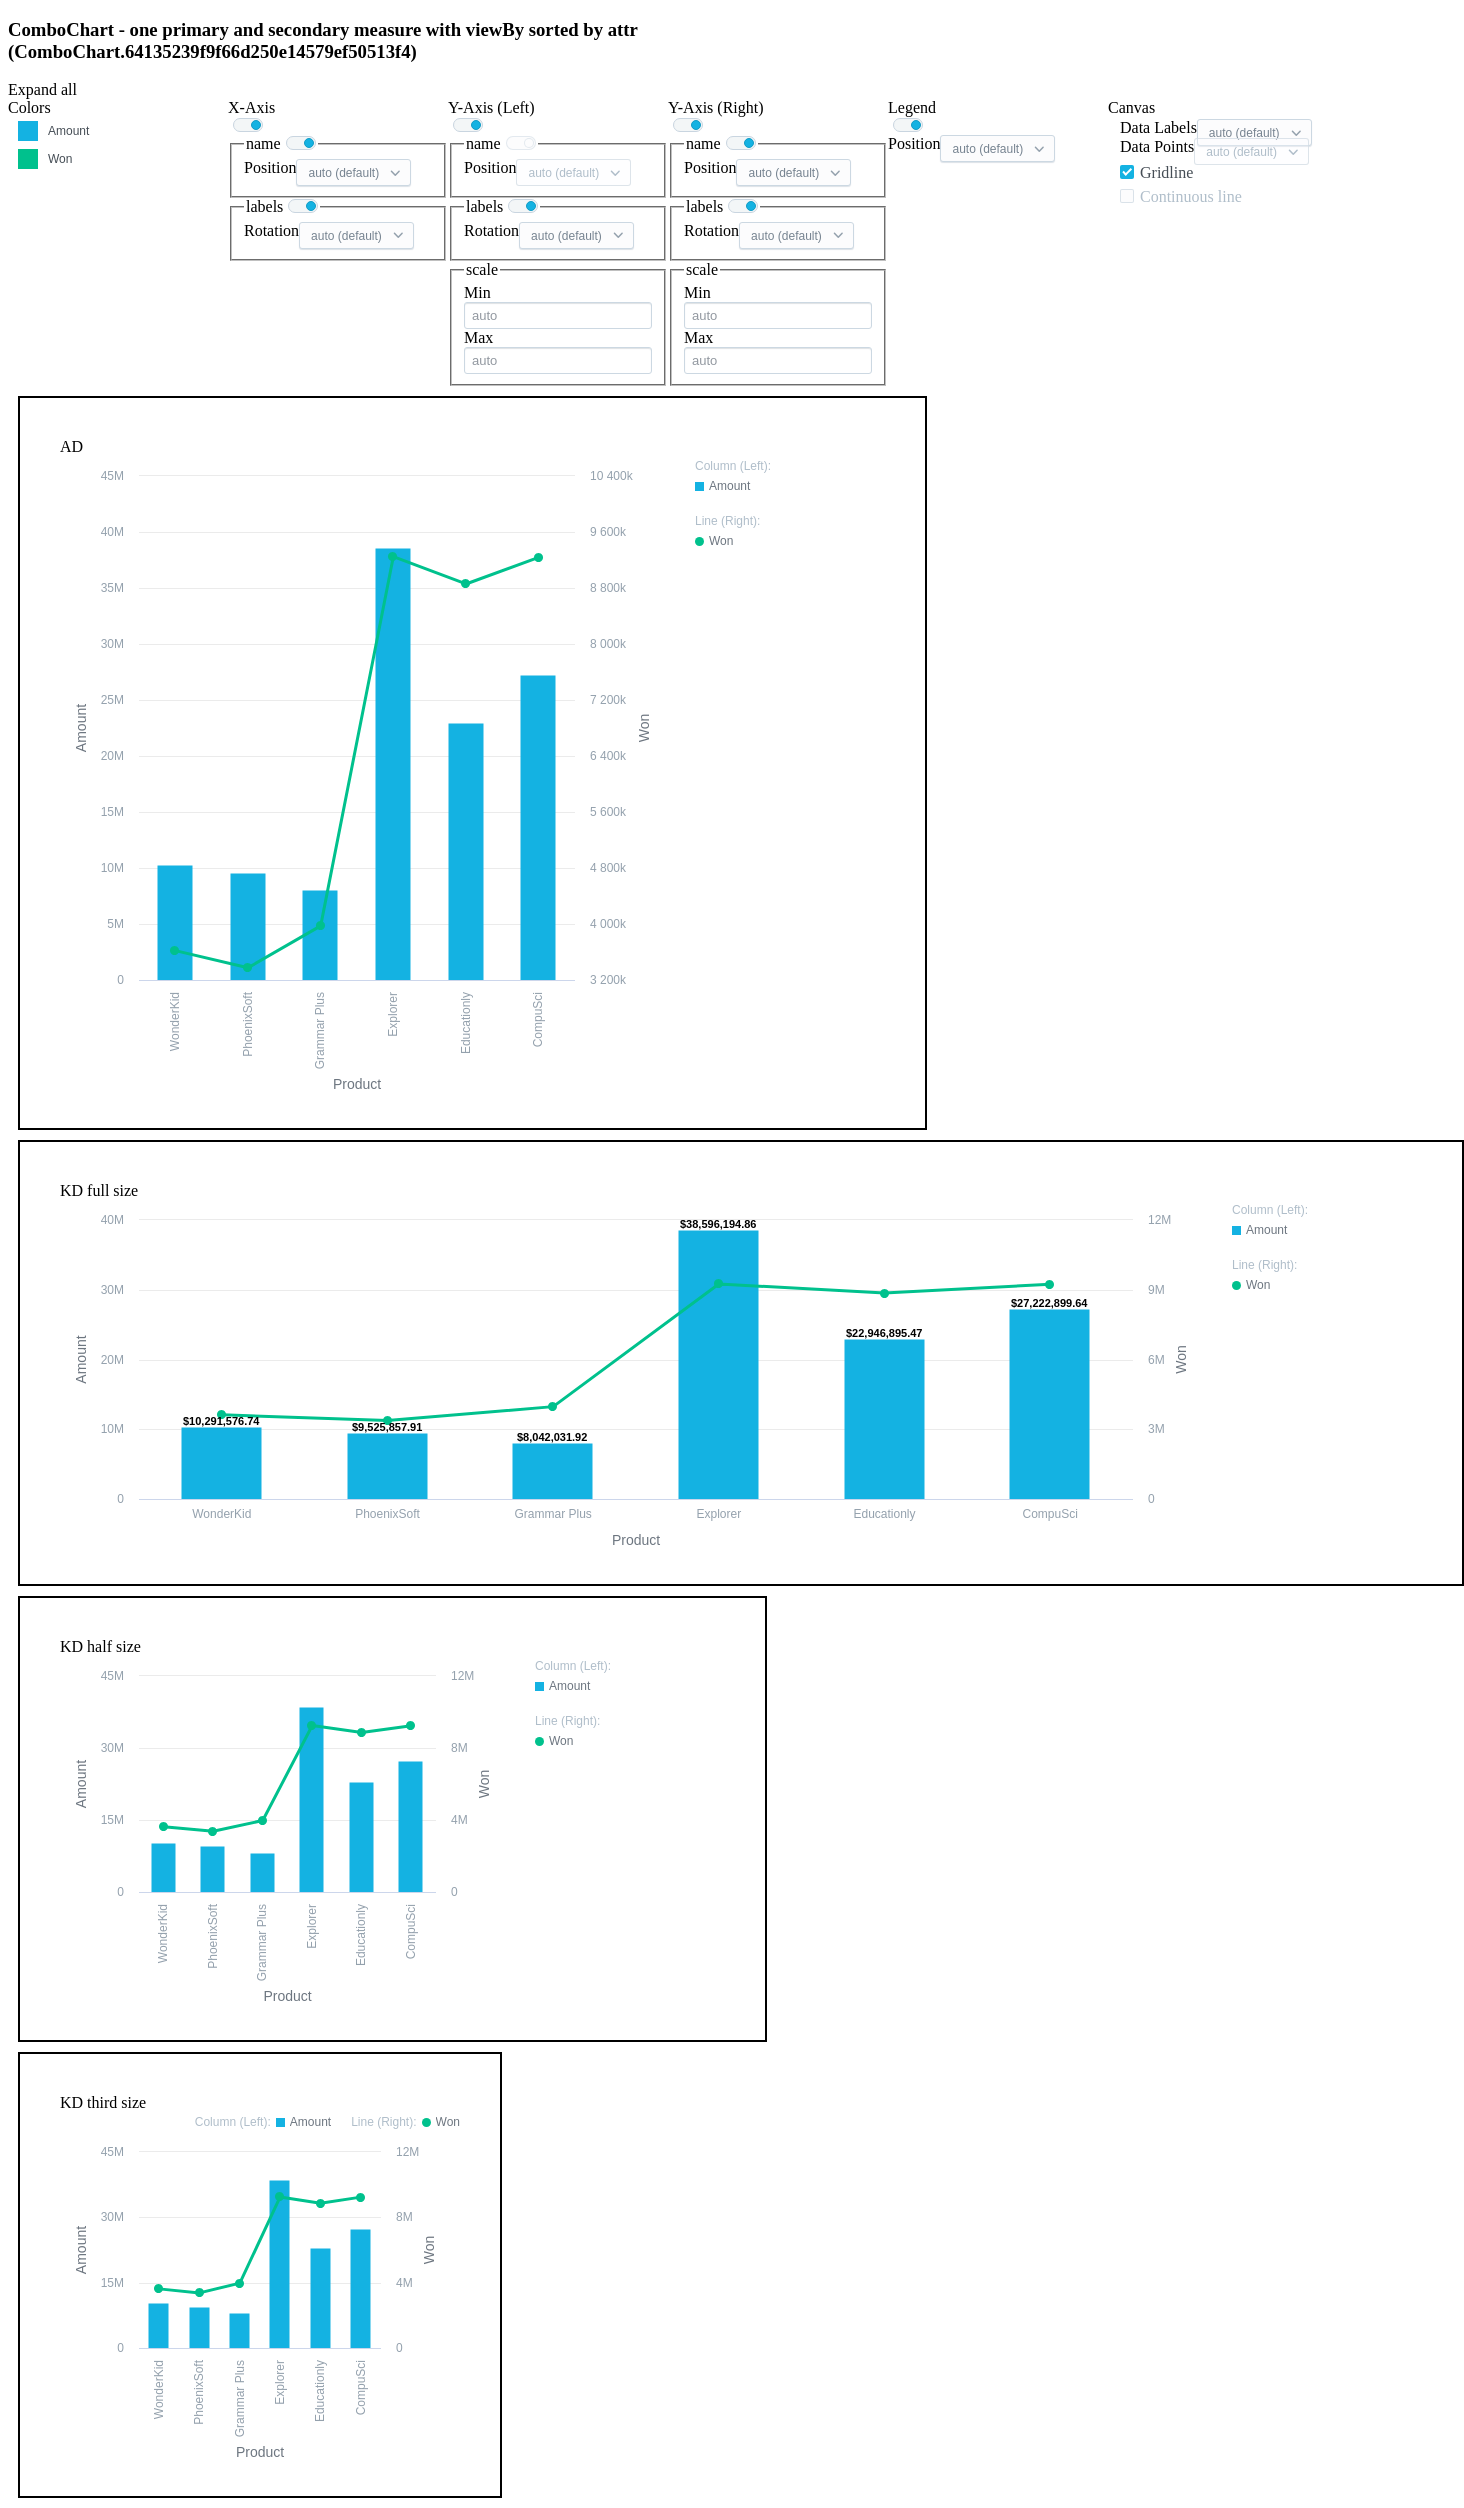 ComboChart - one primary and secondary measure with viewBy sorted by attr
(ComboChart.64135239f9f66d250e14579ef50513f4)
Expand all
Colors
Amount
Won
X-Axis
name
Position auto (default)
labels
Rotation auto (default)
Y-Axis (Left)
name
Position auto (default)
labels
Rotation auto (default)
scale
Min
auto
Max
auto
Y-Axis (Right)
name
Position auto (default)
labels
Rotation auto (default)
scale
Min
auto
Max
auto
Legend
Position auto (default)
Canvas
Data Labels auto (default)
Data Points auto (default)
Gridline
Continuous line
AD
45M
40M
35M
30M
25M
20M
15M
10M
5M
0
Amount
10 400k
9 600k
8 800k
8 000k
7 200k
6 400k
5 600k
4 800k
4 000k
3 200k
Won
WonderKid
PhoenixSoft
Grammar Plus
Explorer
Educationly
CompuSci
Product
Column (Left):
Amount
Line (Right):
Won
KD full size
40M
30M
20M
10M
0
Amount
$10,291,576.74
$9,525,857.91
$8,042,031.92
$38,596,194.86
$22,946,895.47
$27,222,899.64
12M
9M
6M
3M
0
Won
WonderKid
PhoenixSoft
Grammar Plus
Explorer
Educationly
CompuSci
Product
Column (Left):
Amount
Line (Right):
Won
KD half size
45M
30M
15M
0
Amount
12M
8M
4M
0
Won
WonderKid
PhoenixSoft
Grammar Plus
Explorer
Educationly
CompuSci
Product
Column (Left):
Amount
Line (Right):
Won
KD third size
Column (Left): Amount Line (Right): Won
45M
30M
15M
0
Amount
12M
8M
4M
0
Won
WonderKid
PhoenixSoft
Grammar Plus
Explorer
Educationly
CompuSci
Product